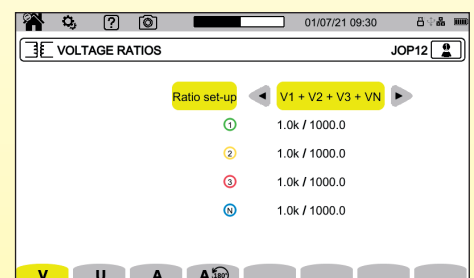 ? 01/07/21 09:30
VOLTAGE RATIOS JOP12
Ratio set-up V1 + V2 + V3 + VN
1 1.0k / 1000.0
2 1.0k / 1000.0
3 1.0k / 1000.0
N 1.0k / 1000.0
V U A A 180°